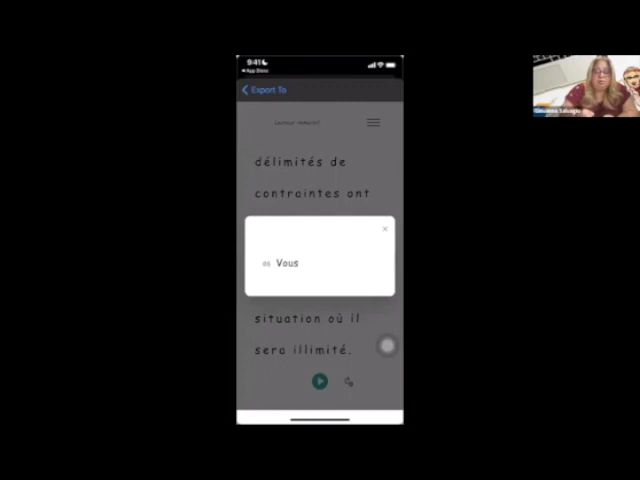 9:41
App Store
Export To
délimités de
contraintes ont
Vous
situation où il
sera illimité.